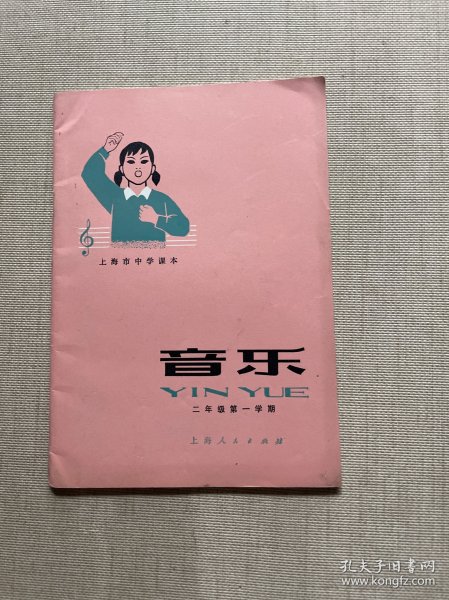 上海市中学课本
音乐
YIN YUE
二年级第一学期
上海人民出版社
孔夫子旧书网
www.kongfz.com